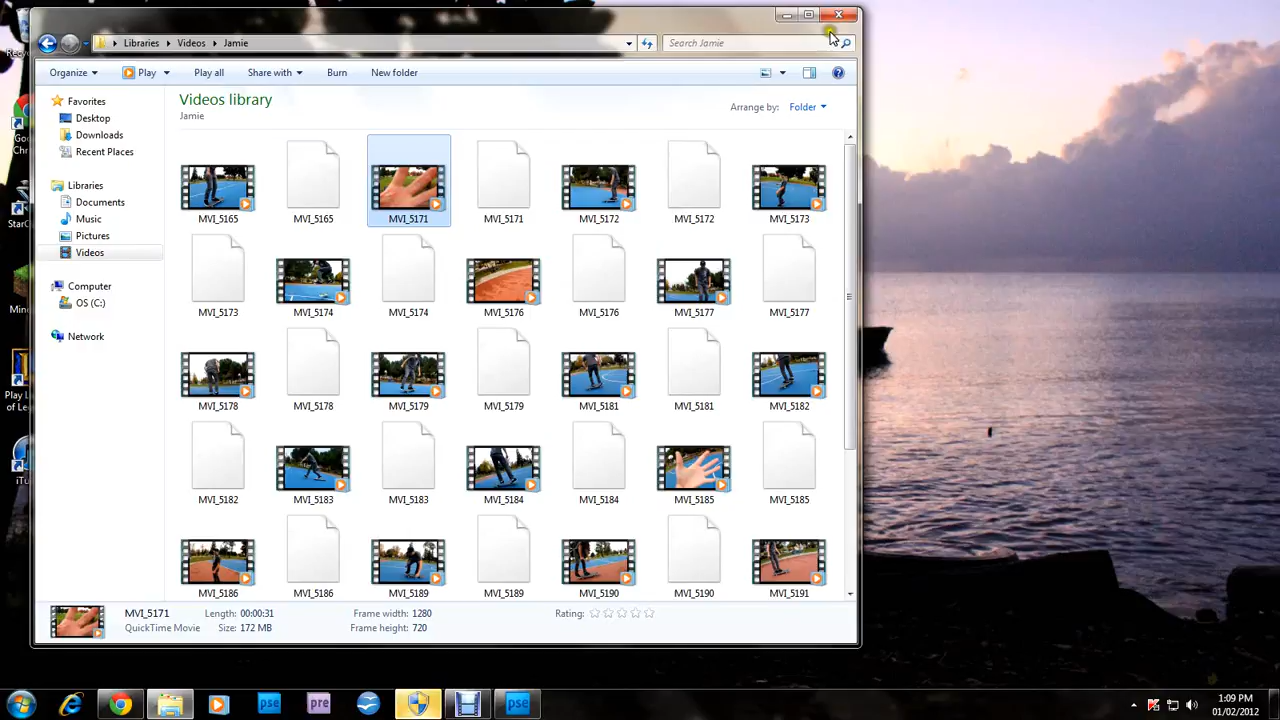 Libraries Videos Jamie
Search Jamie
Organize Play Play all Share with Burn New folder
Favorites
Desktop
Downloads
Recent Places
Libraries
Documents
Music
Pictures
Videos
Computer
OS (C:)
Network
Videos library
Jamie
Arrange by: Folder
MVI_5165 MVI_5165 MVI_5171 MVI_5171 MVI_5172 MVI_5172 MVI_5173
MVI_5173 MVI_5174 MVI_5174 MVI_5176 MVI_5176 MVI_5177 MVI_5177
MVI_5178 MVI_5178 MVI_5179 MVI_5179 MVI_5181 MVI_5181 MVI_5182
MVI_5182 MVI_5183 MVI_5183 MVI_5184 MVI_5184 MVI_5185 MVI_5185
MVI_5186 MVI_5186 MVI_5189 MVI_5189 MVI_5190 MVI_5190 MVI_5191
MVI_5171 Length: 00:00:31 Frame width: 1280 Rating:
QuickTime Movie Size: 172 MB Frame height: 720
pse pre pse
1:09 PM
01/02/2012